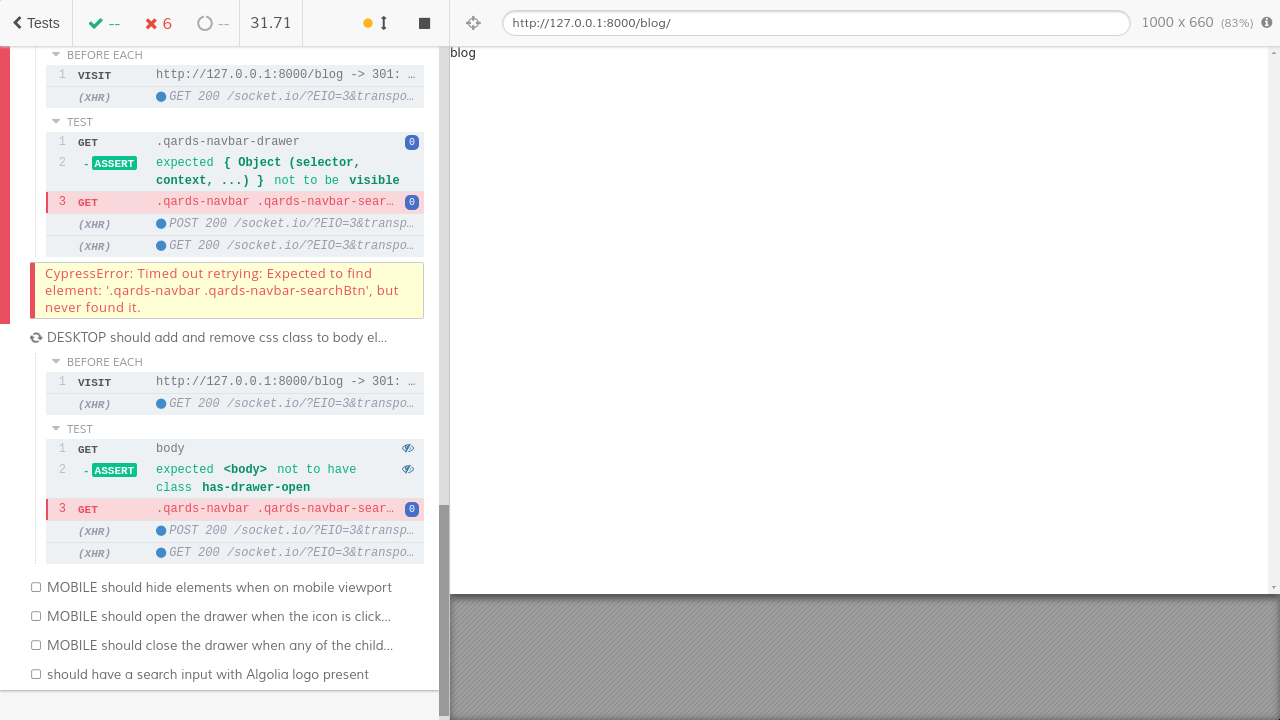 Tests -- 6 -- 31.71
http://127.0.0.1:8000/blog/ 1000 x 660 (83%)
BEFORE EACH
1 VISIT http://127.0.0.1:8000/blog -> 301: …
(XHR) GET 200 /socket.io/?EIO=3&transpo…
TEST
1 GET .qards-navbar-drawer 0
2 -ASSERT expected { Object (selector,
context, ...) } not to be visible
3 GET .qards-navbar .qards-navbar-sear… 0
(XHR) POST 200 /socket.io/?EIO=3&transp…
(XHR) GET 200 /socket.io/?EIO=3&transpo…
CypressError: Timed out retrying: Expected to find
element: '.qards-navbar .qards-navbar-searchBtn', but
never found it.
DESKTOP should add and remove css class to body el...
BEFORE EACH
1 VISIT http://127.0.0.1:8000/blog -> 301: …
(XHR) GET 200 /socket.io/?EIO=3&transpo…
TEST
1 GET body
2 -ASSERT expected <body> not to have
class has-drawer-open
3 GET .qards-navbar .qards-navbar-sear… 0
(XHR) POST 200 /socket.io/?EIO=3&transp…
(XHR) GET 200 /socket.io/?EIO=3&transpo…
MOBILE should hide elements when on mobile viewport
MOBILE should open the drawer when the icon is click...
MOBILE should close the drawer when any of the child...
should have a search input with Algolia logo present
blog